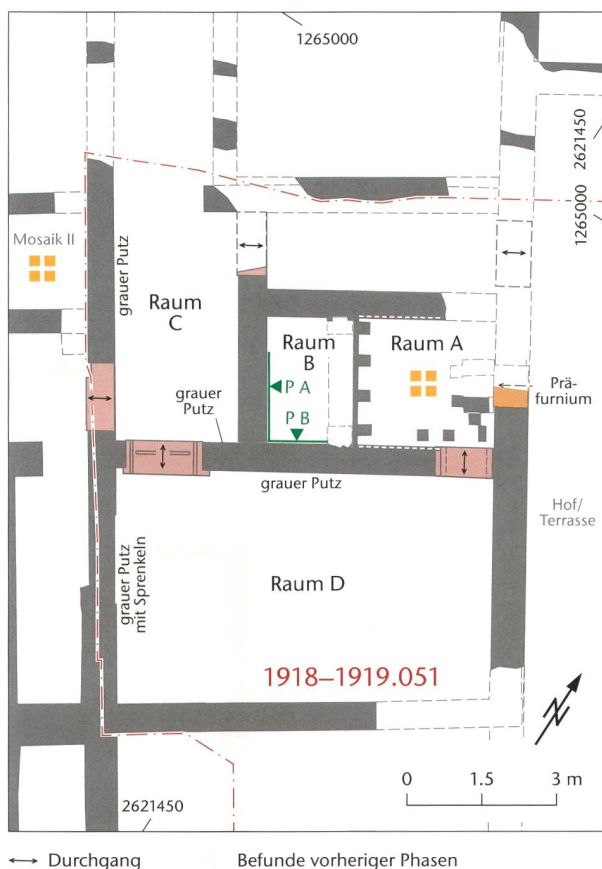 1265000
2621450
1265000
Mosaik II
grauer Putz
Raum
C
Raum
B
Raum A
P A
P B
Prä-
furnium
grauer
Putz
grauer Putz
Hof/
Terrasse
grauer Putz
mit Sprenkeln
Raum D
1918–1919.051
N
0 1.5 3 m
2621450
Durchgang Befunde vorheriger Phasen